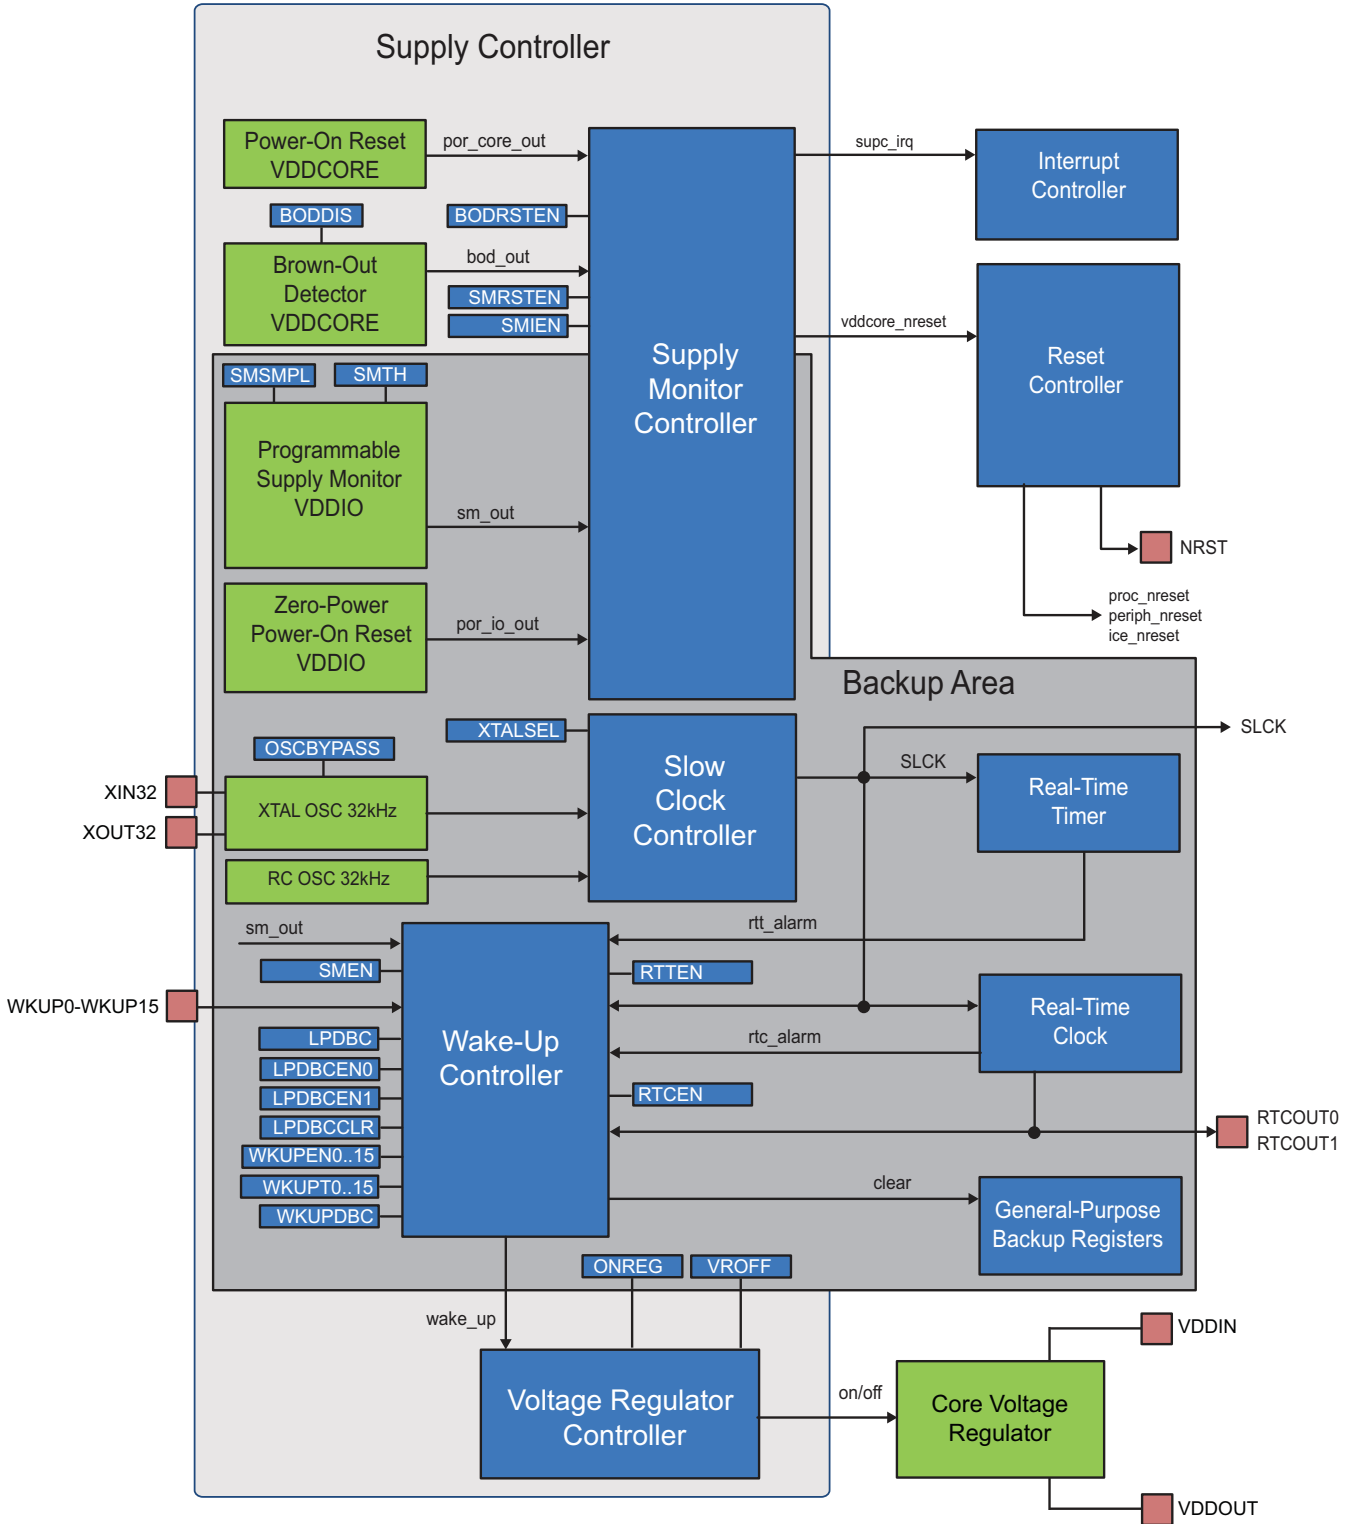 Supply Controller
Power-On Reset
VDDCORE
por_core_out
supc_irq
Interrupt
Controller
BODDIS
BODRSTEN
Brown-Out
Detector
VDDCORE
bod_out
SMRSTEN
SMIEN
vddcore_nreset
Supply
Monitor
Controller
Reset
Controller
SMSMPL
SMTH
Programmable
Supply Monitor
VDDIO
sm_out
NRST
Zero-Power
Power-On Reset
VDDIO
por_io_out
proc_nreset
periph_nreset
ice_nreset
Backup Area
XTALSEL
SLCK
OSCBYPASS
Slow
Clock
Controller
SLCK
Real-Time
Timer
XIN32
XOUT32
XTAL OSC 32kHz
RC OSC 32kHz
sm_out
rtt_alarm
SMEN
RTTEN
WKUP0-WKUP15
Wake-Up
Controller
Real-Time
Clock
LPDBC
rtc_alarm
LPDBCEN0
LPDBCEN1
RTCEN
LPDBCCLR
RTCOUT0
RTCOUT1
WKUPEN0..15
WKUPT0..15
WKUPDBC
clear
General-Purpose
Backup Registers
ONREG
VROFF
wake_up
VDDIN
Voltage Regulator
Controller
on/off
Core Voltage
Regulator
VDDOUT